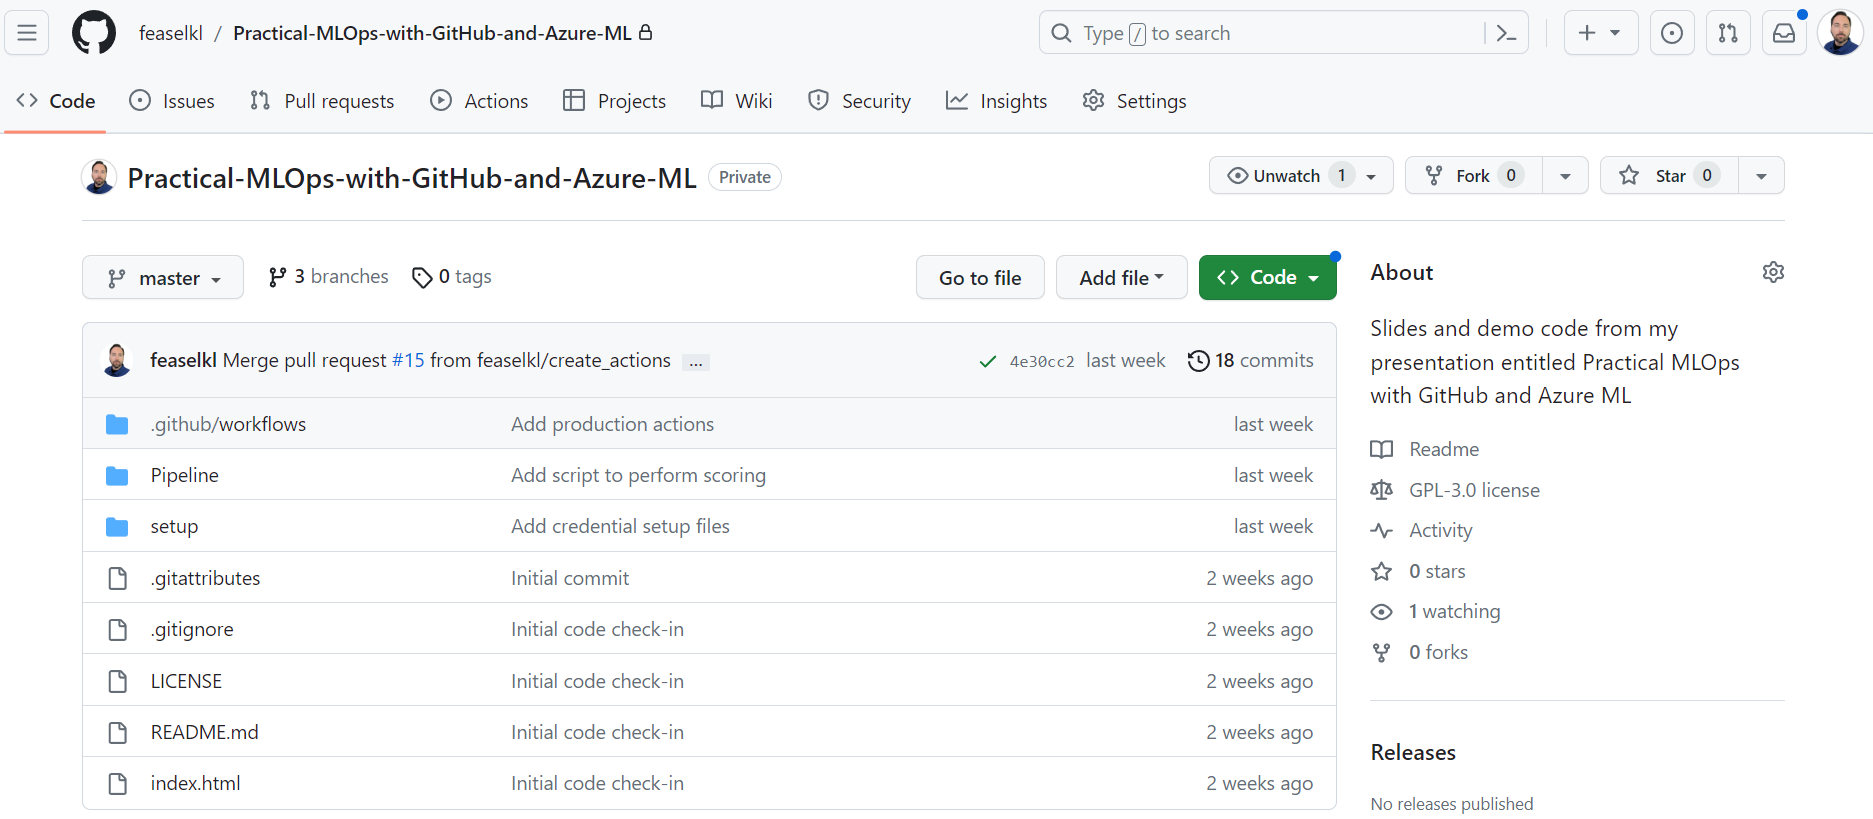 feaselkl / Practical-MLOps-with-GitHub-and-Azure-ML
Type / to search
Code Issues Pull requests Actions Projects Wiki Security Insights Settings
Practical-MLOps-with-GitHub-and-Azure-ML Private
Unwatch 1 Fork 0 Star 0
master 3 branches 0 tags Go to file Add file Code
feaselkl Merge pull request #15 from feaselkl/create_actions ... 4e30cc2 last week 18 commits
.github/workflows Add production actions last week
Pipeline Add script to perform scoring last week
setup Add credential setup files last week
.gitattributes Initial commit 2 weeks ago
.gitignore Initial code check-in 2 weeks ago
LICENSE Initial code check-in 2 weeks ago
README.md Initial code check-in 2 weeks ago
index.html Initial code check-in 2 weeks ago
About
Slides and demo code from my
presentation entitled Practical MLOps
with GitHub and Azure ML
Readme
GPL-3.0 license
Activity
0 stars
1 watching
0 forks
Releases
No releases published